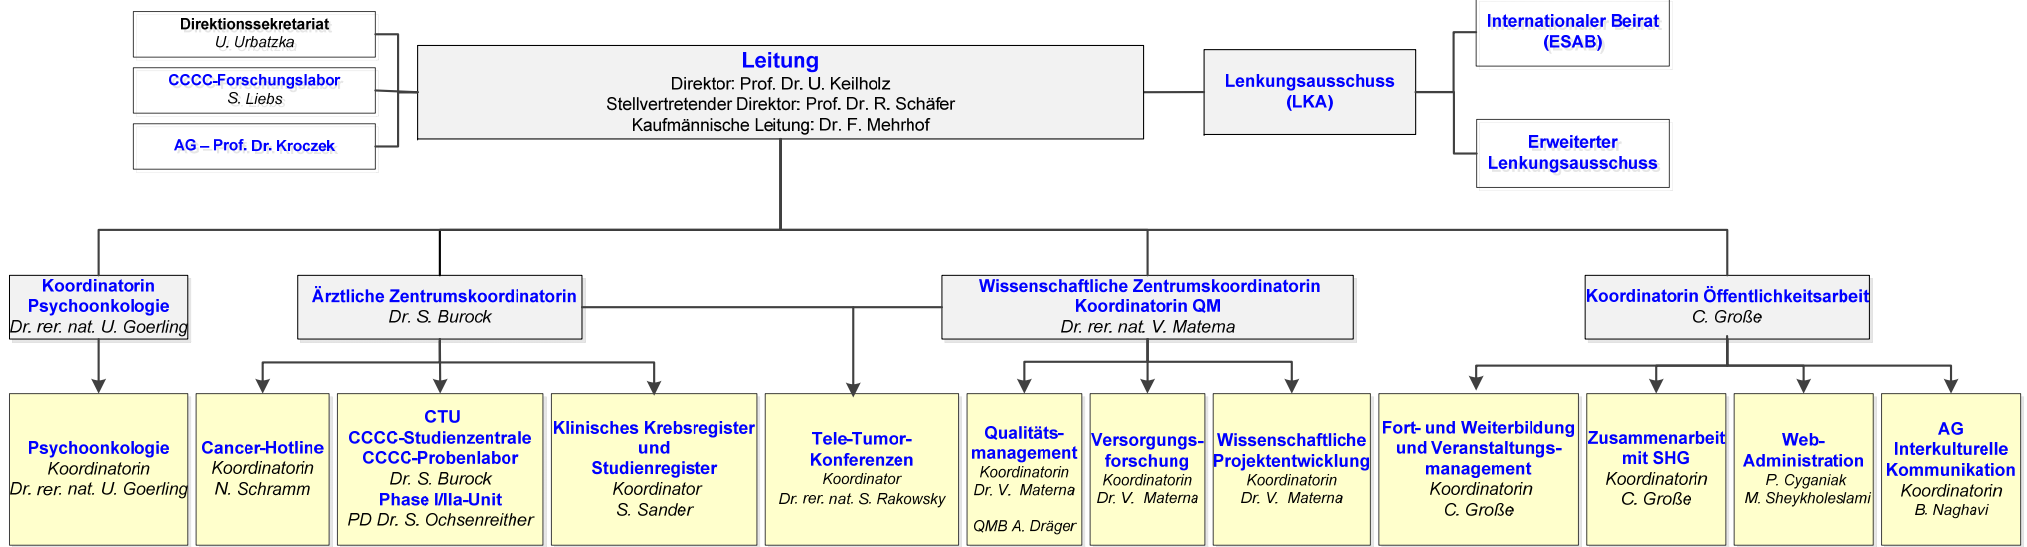 Direktionssekretariat
U. Urbatzka
CCCC-Forschungslabor
S. Liebs
AG – Prof. Dr. Kroczek
Leitung
Direktor: Prof. Dr. U. Keilholz
Stellvertretender Direktor: Prof. Dr. R. Schäfer
Kaufmännische Leitung: Dr. F. Mehrhof
Lenkungsausschuss
(LKA)
Internationaler Beirat
(ESAB)
Erweiterter
Lenkungsausschuss
Koordinatorin
Psychoonkologie
Dr. rer. nat. U. Goerling
Ärztliche Zentrumskoordinatorin
Dr. S. Burock
Wissenschaftliche Zentrumskoordinatorin
Koordinatorin QM
Dr. rer. nat. V. Materna
Koordinatorin Öffentlichkeitsarbeit
C. Große
Psychoonkologie
Koordinatorin
Dr. rer. nat. U. Goerling
Cancer-Hotline
Koordinatorin
N. Schramm
CTU
CCCC-Studienzentrale
CCCC-Probenlabor
Dr. S. Burock
Phase I/IIa-Unit
PD Dr. S. Ochsenreither
Klinisches Krebsregister
und
Studienregister
Koordinator
S. Sander
Tele-Tumor-
Konferenzen
Koordinator
Dr. rer. nat. S. Rakowsky
Qualitäts-
management
Koordinatorin
Dr. V. Materna
QMB A. Dräger
Versorgungs-
forschung
Koordinatorin
Dr. V. Materna
Wissenschaftliche
Projektentwicklung
Koordinatorin
Dr. V. Materna
Fort- und Weiterbildung
und Veranstaltungs-
management
Koordinatorin
C. Große
Zusammenarbeit
mit SHG
Koordinatorin
C. Große
Web-
Administration
P. Cyganiak
M. Sheykholeslami
AG
Interkulturelle
Kommunikation
Koordinatorin
B. Naghavi